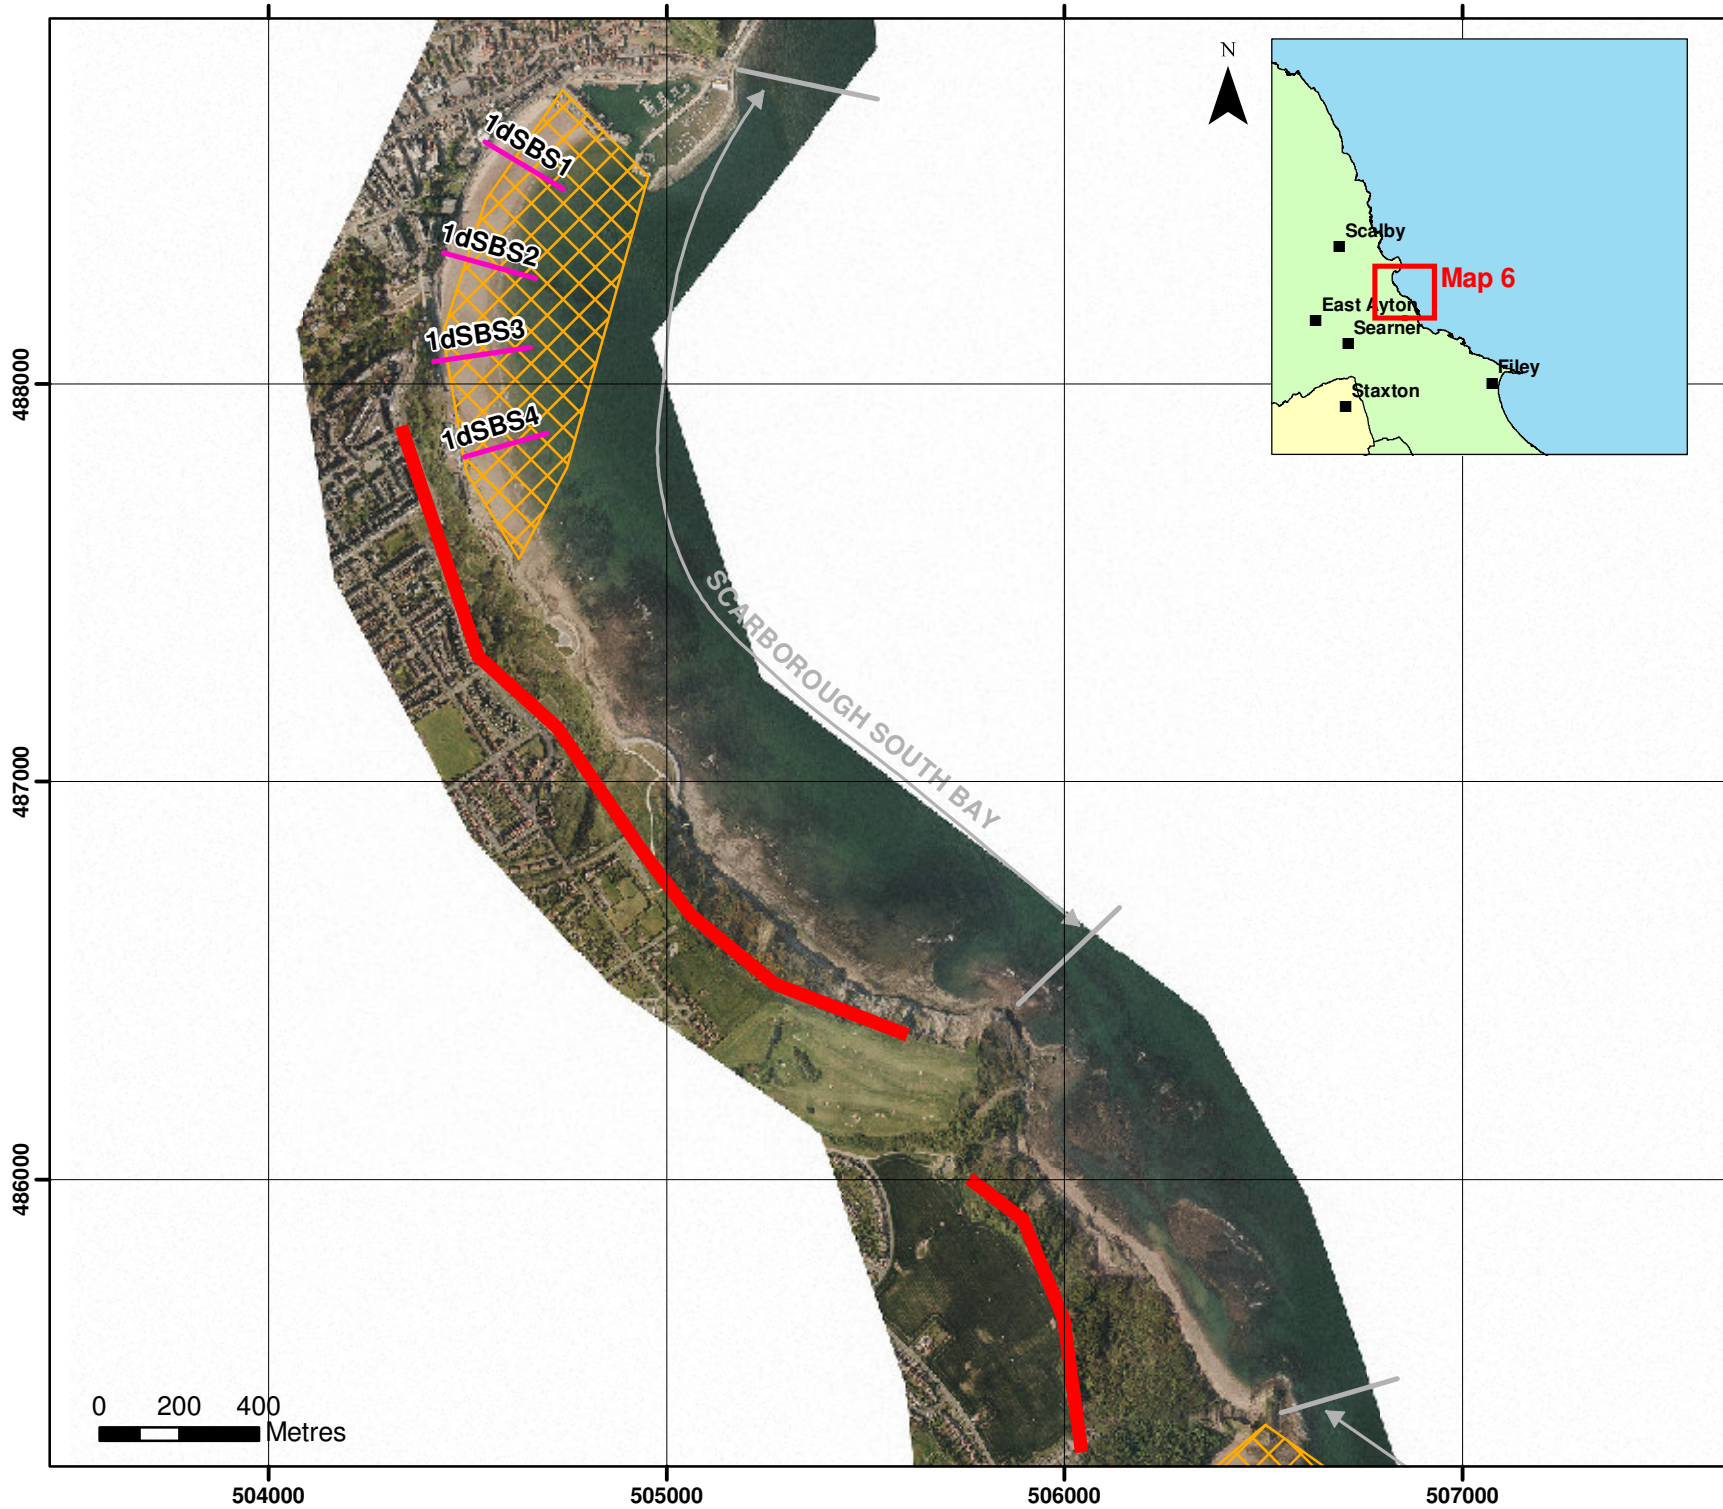 N
Scalby
Map 6
East Ayton
Searner
Filey
Staxton
1dSBS1
1dSBS2
1dSBS3
1dSBS4
SCARBOROUGH SOUTH BAY
488000
487000
486000
0 200 400
Metres
504000 505000 506000 507000